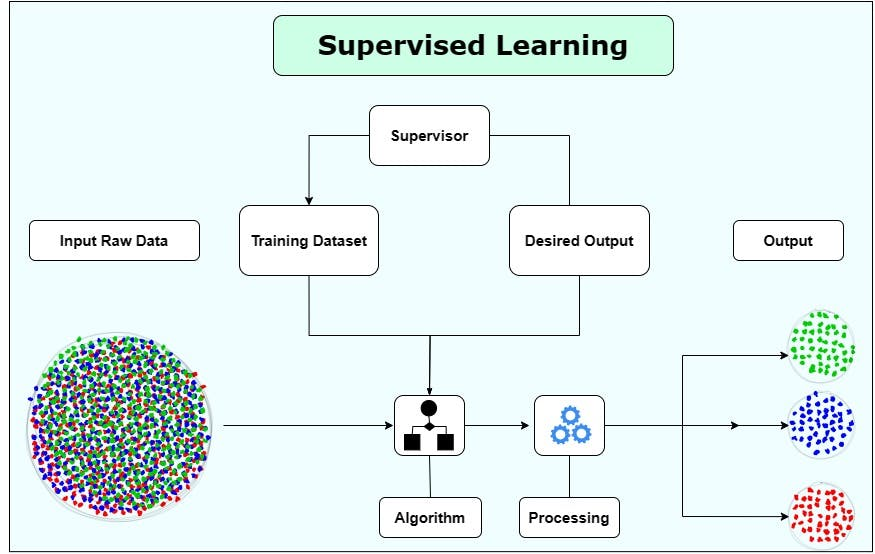 Supervised Learning
Supervisor
Input Raw Data
Training Dataset
Desired Output
Output
Algorithm
Processing